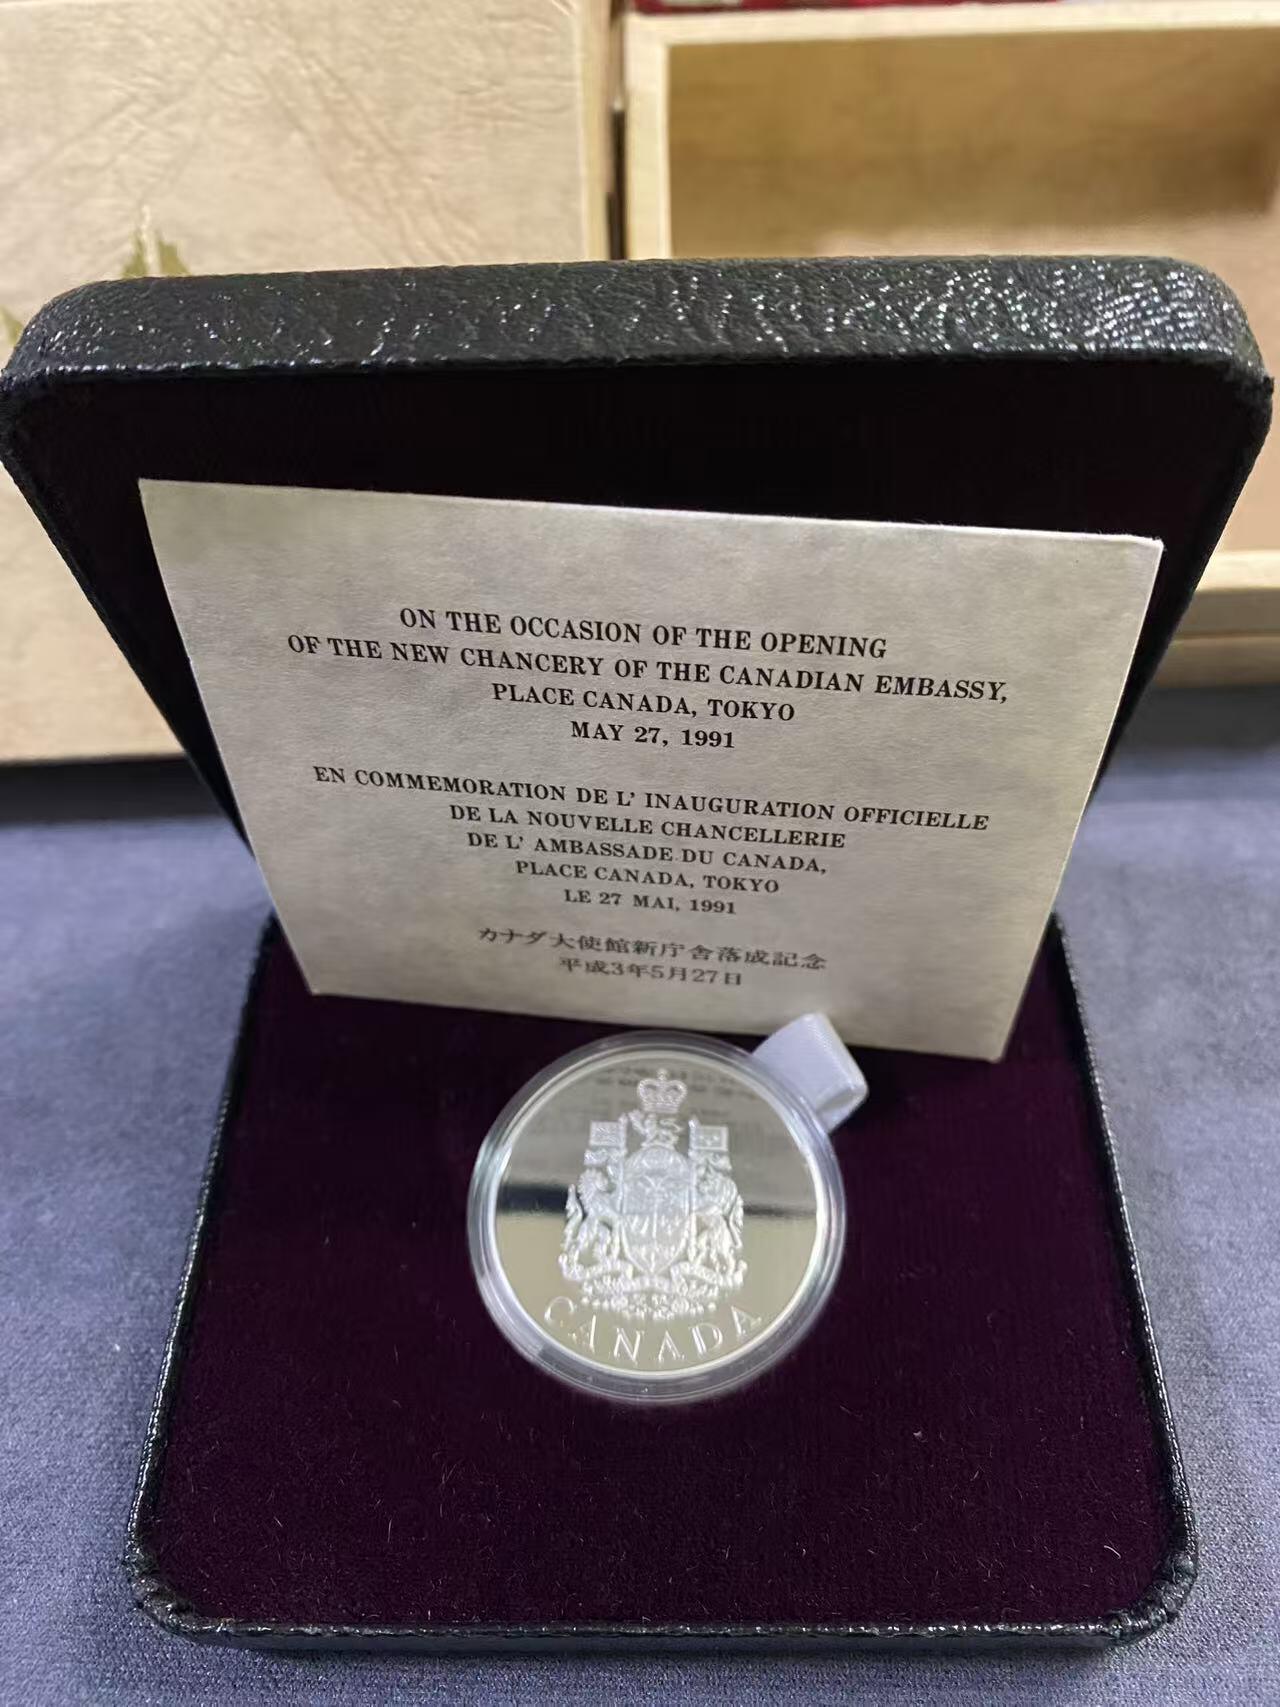 ON THE OCCASION OF THE OPENING
OF THE NEW CHANCERY OF THE CANADIAN EMBASSY,
PLACE CANADA, TOKYO
MAY 27, 1991
EN COMMEMORATION DE L' INAUGURATION OFFICIELLE
DE LA NOUVELLE CHANCELLERIE
DE L' AMBASSADE DU CANADA,
PLACE CANADA, TOKYO
LE 27 MAI, 1991
カナダ大使館新庁舎落成記念
平成3年5月27日
CANADA